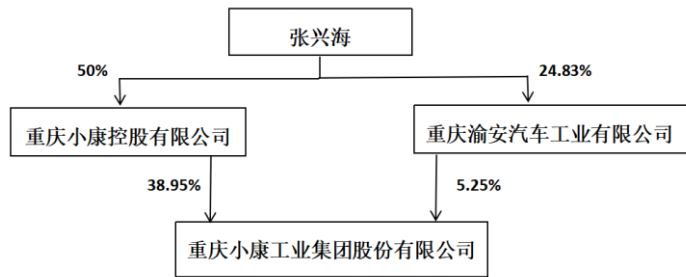 张兴海
50%
24.83%
重庆小康控股有限公司
重庆渝安汽车工业有限公司
38.95%
5.25%
重庆小康工业集团股份有限公司